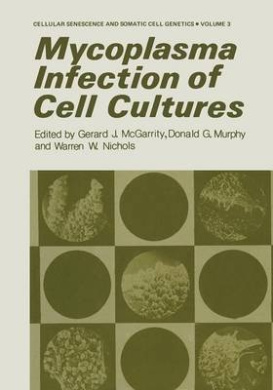 CELLULAR SENESCENCE AND SOMATIC CELL GENETICS • VOLUME 3
Mycoplasma
Infection of
Cell Cultures
Edited by Gerard J. McGarrity, Donald G. Murphy
and Warren W. Nichols